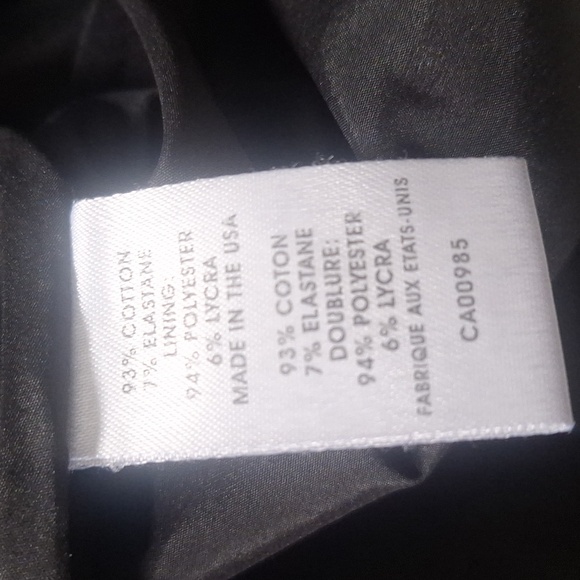 93% COTTON
7% ELASTANE
LINING:
94% POLYESTER
6% LYCRA
MADE IN THE USA
93% COTON
7% ELASTANE
DOUBLURE:
94% POLYESTER
6% LYCRA
FABRIQUE AUX ETATS-UNIS
CA00985